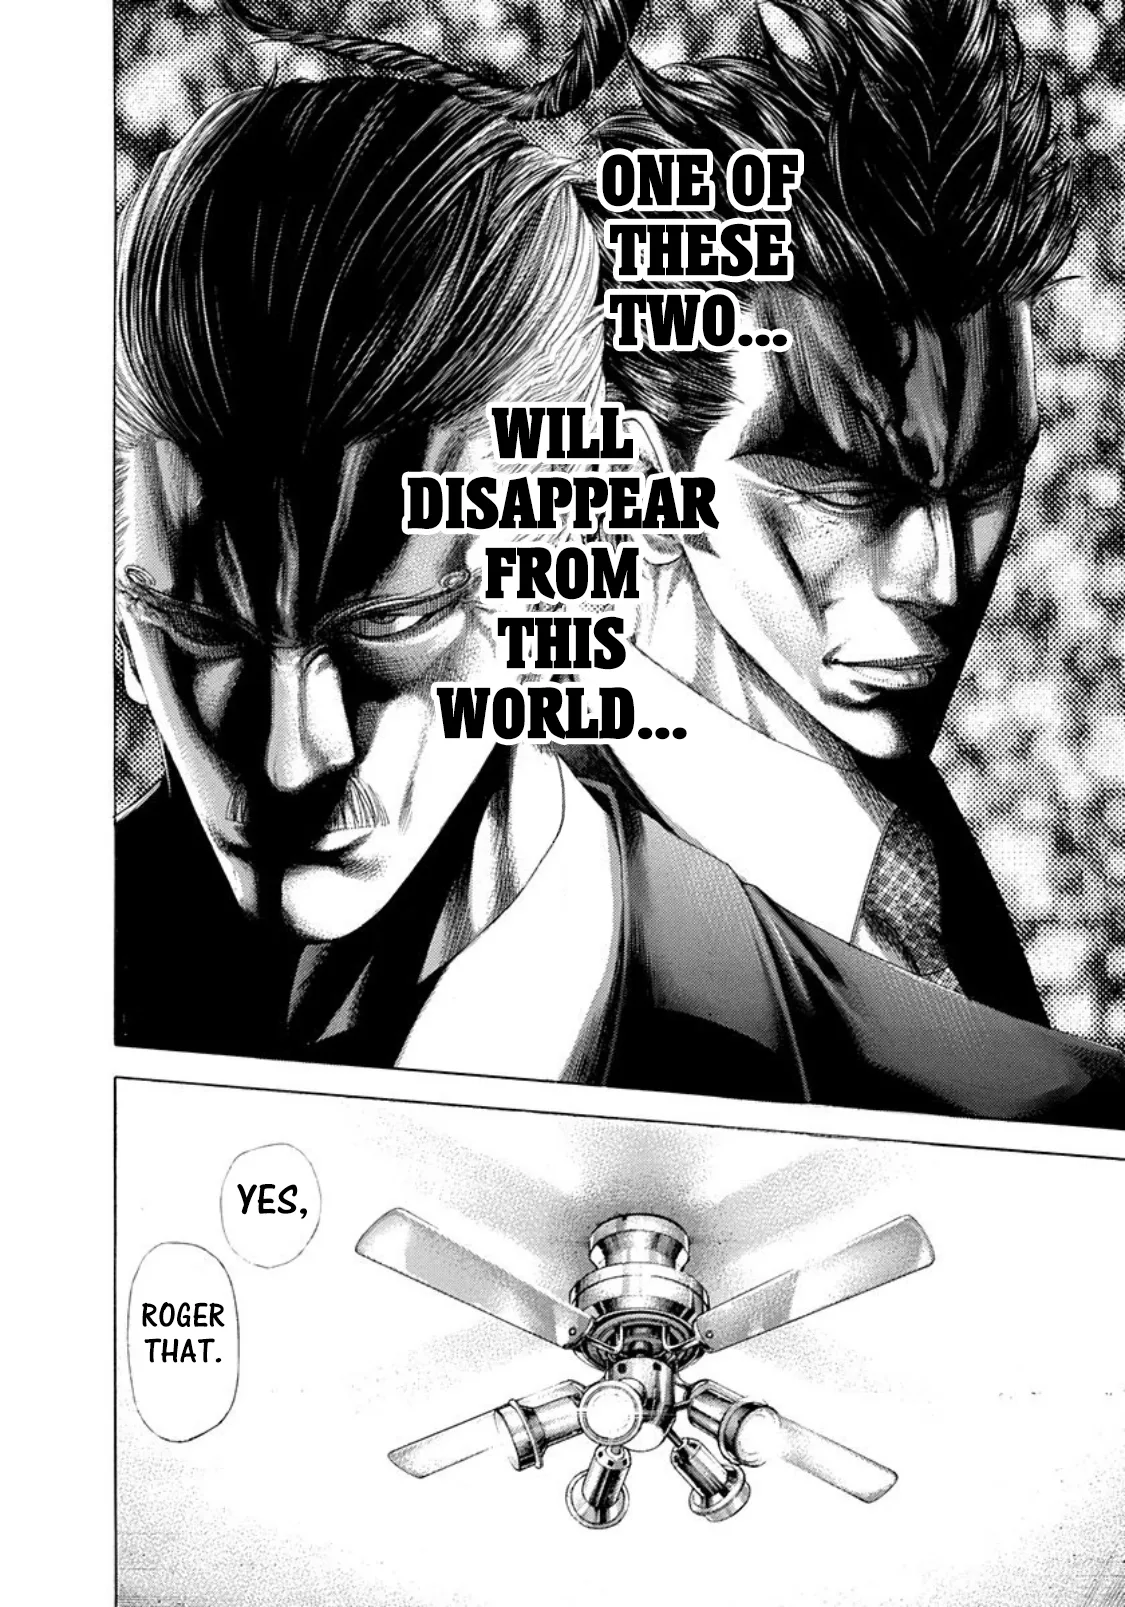 ONE OF
THESE
TWO...
WILL
DISAPPEAR
FROM
THIS
WORLD...
YES,
ROGER
THAT.